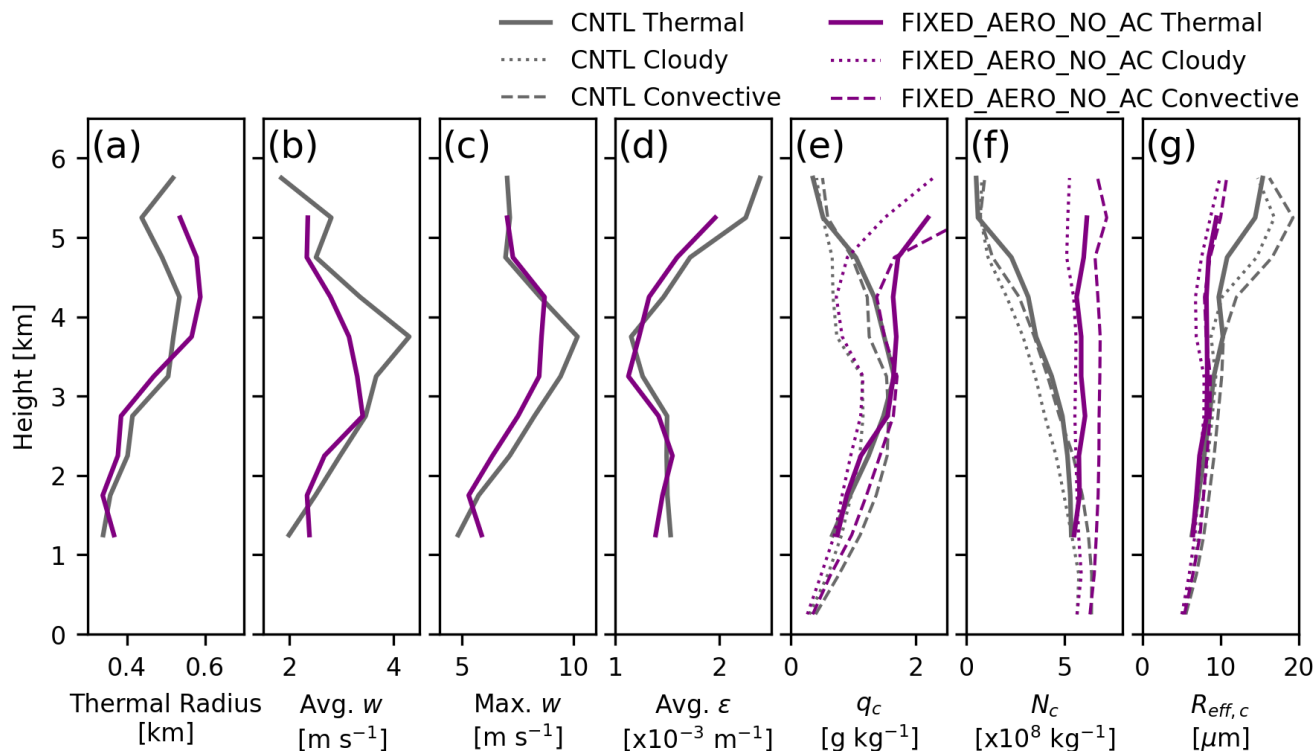 CNTL Thermal
CNTL Cloudy
CNTL Convective
FIXED_AERO_NO_AC Thermal
FIXED_AERO_NO_AC Cloudy
FIXED_AERO_NO_AC Convective
(a) (b) (c) (d) (e) (f) (g)
6
5
4
3
2
1
0
Height [km]
0.4 0.6
Thermal Radius
[km]
2 4
Avg. w
[m s⁻¹]
5 10
Max. w
[m s⁻¹]
1 2
Avg. ε
[x10⁻³ m⁻¹]
0 2
q_c
[g kg⁻¹]
0 5
N_c
[x10⁸ kg⁻¹]
0 10 20
R_eff,c
[μm]